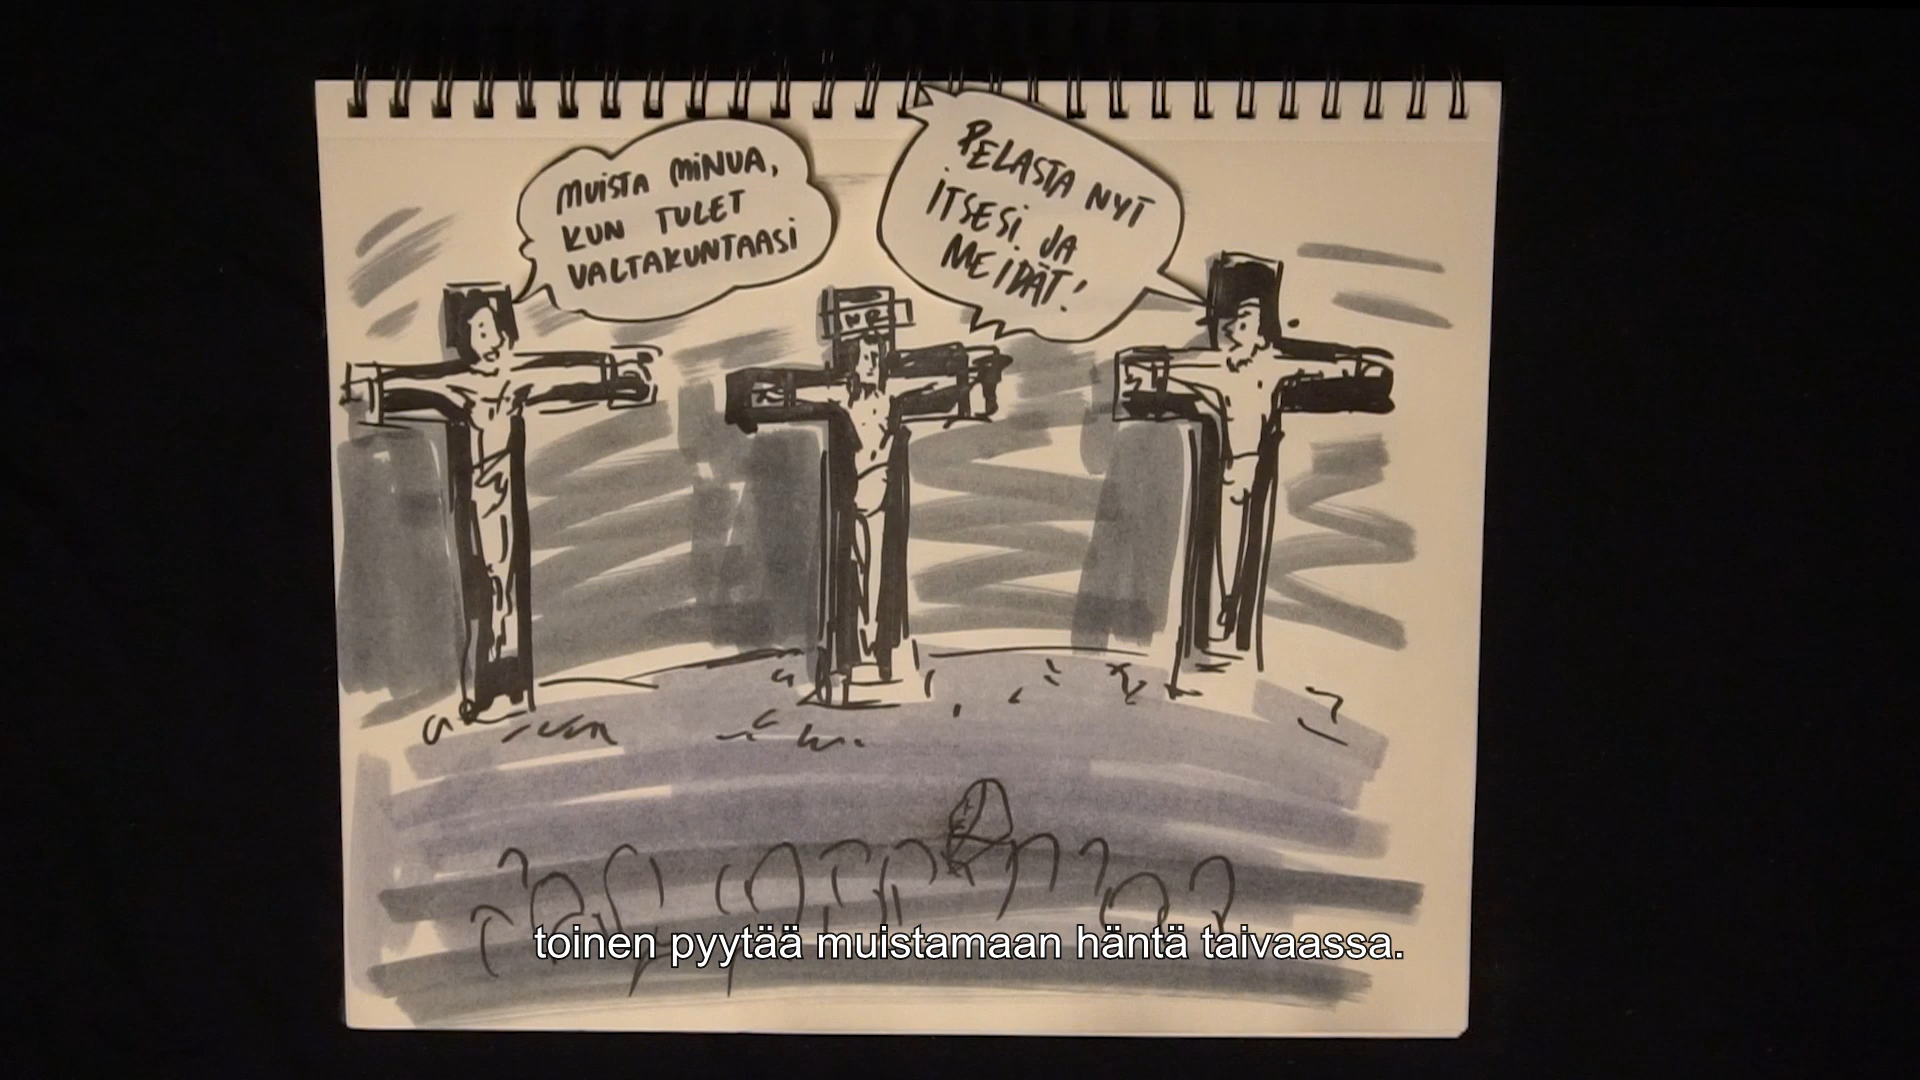 MUISTA MINUA,
KUN TULET
VALTAKUNTAASI
PELASTA NYT
ITSESI JA
MEIDÄT!
toinen pyytää muistamaan häntä taivaassa.